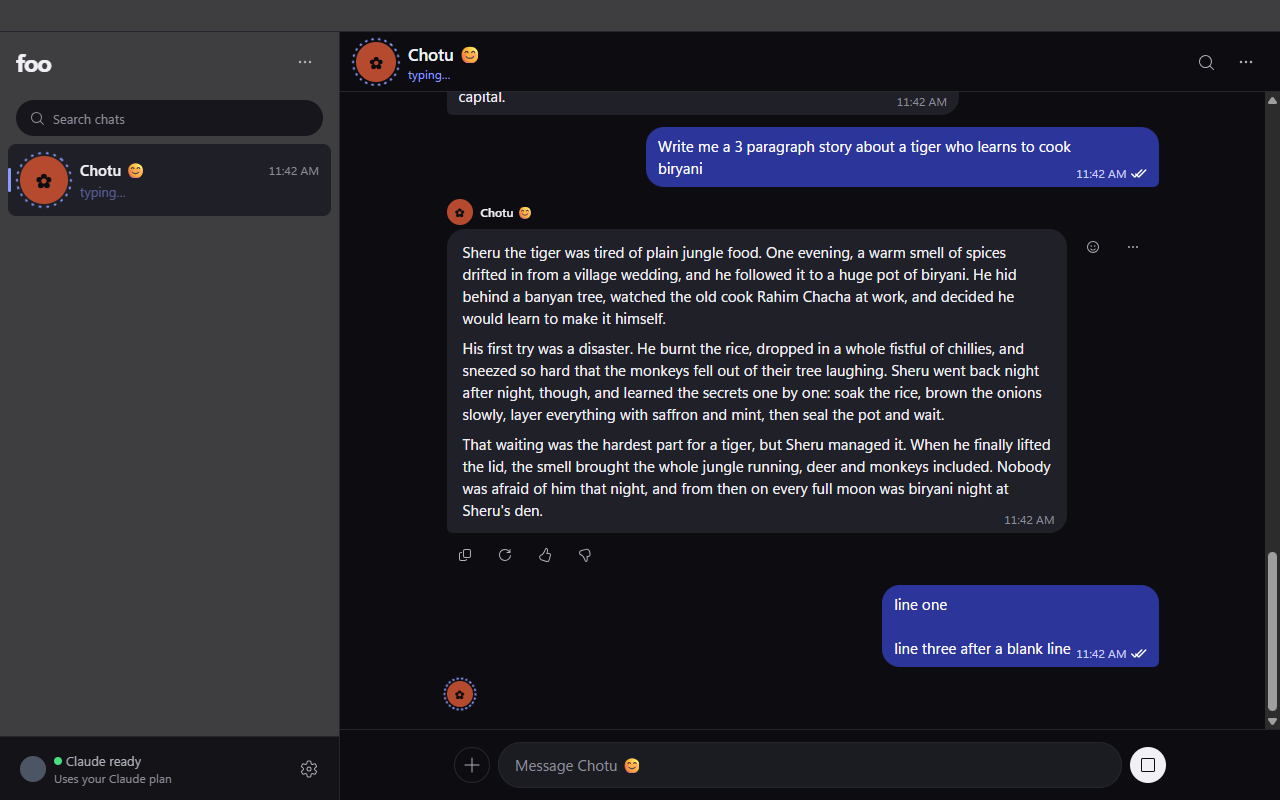 foo
Search chats
Chotu 😊
11:42 AM
typing...
Claude ready
Uses your Claude plan
Chotu 😊
typing...
capital.
11:42 AM
Write me a 3 paragraph story about a tiger who learns to cook
biryani
11:42 AM
Chotu 😊
Sheru the tiger was tired of plain jungle food. One evening, a warm smell of spices
drifted in from a village wedding, and he followed it to a huge pot of biryani. He hid
behind a banyan tree, watched the old cook Rahim Chacha at work, and decided he
would learn to make it himself.
His first try was a disaster. He burnt the rice, dropped in a whole fistful of chillies, and
sneezed so hard that the monkeys fell out of their tree laughing. Sheru went back night
after night, though, and learned the secrets one by one: soak the rice, brown the onions
slowly, layer everything with saffron and mint, then seal the pot and wait.
That waiting was the hardest part for a tiger, but Sheru managed it. When he finally lifted
the lid, the smell brought the whole jungle running, deer and monkeys included. Nobody
was afraid of him that night, and from then on every full moon was biryani night at
Sheru's den.
11:42 AM
line one
line three after a blank line
11:42 AM
Message Chotu 😊